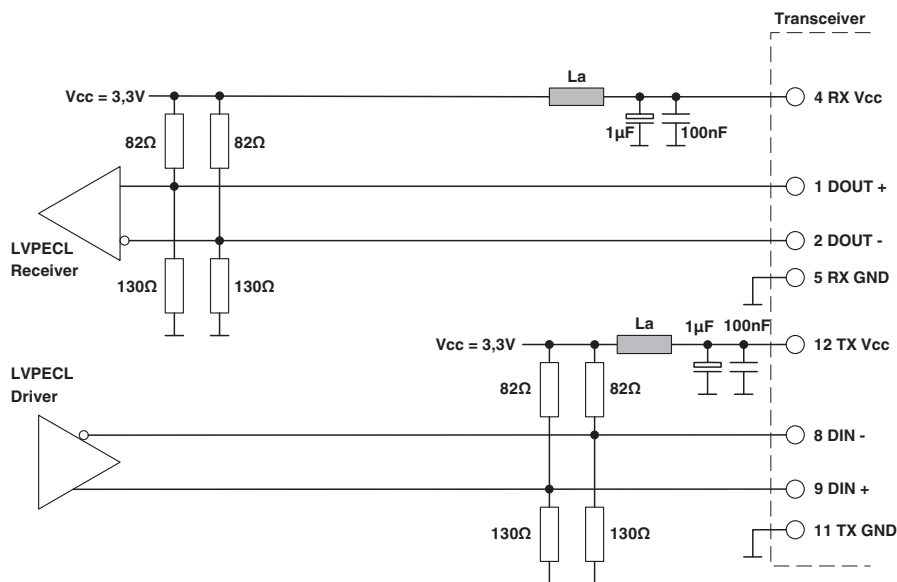 Transceiver
La
Vcc = 3,3V
4 RX Vcc
1µF
100nF
82Ω
82Ω
1 DOUT +
2 DOUT -
LVPECL
Receiver
5 RX GND
130Ω
130Ω
La
1µF
100nF
Vcc = 3,3V
12 TX Vcc
LVPECL
Driver
82Ω
82Ω
8 DIN -
9 DIN +
130Ω
130Ω
11 TX GND